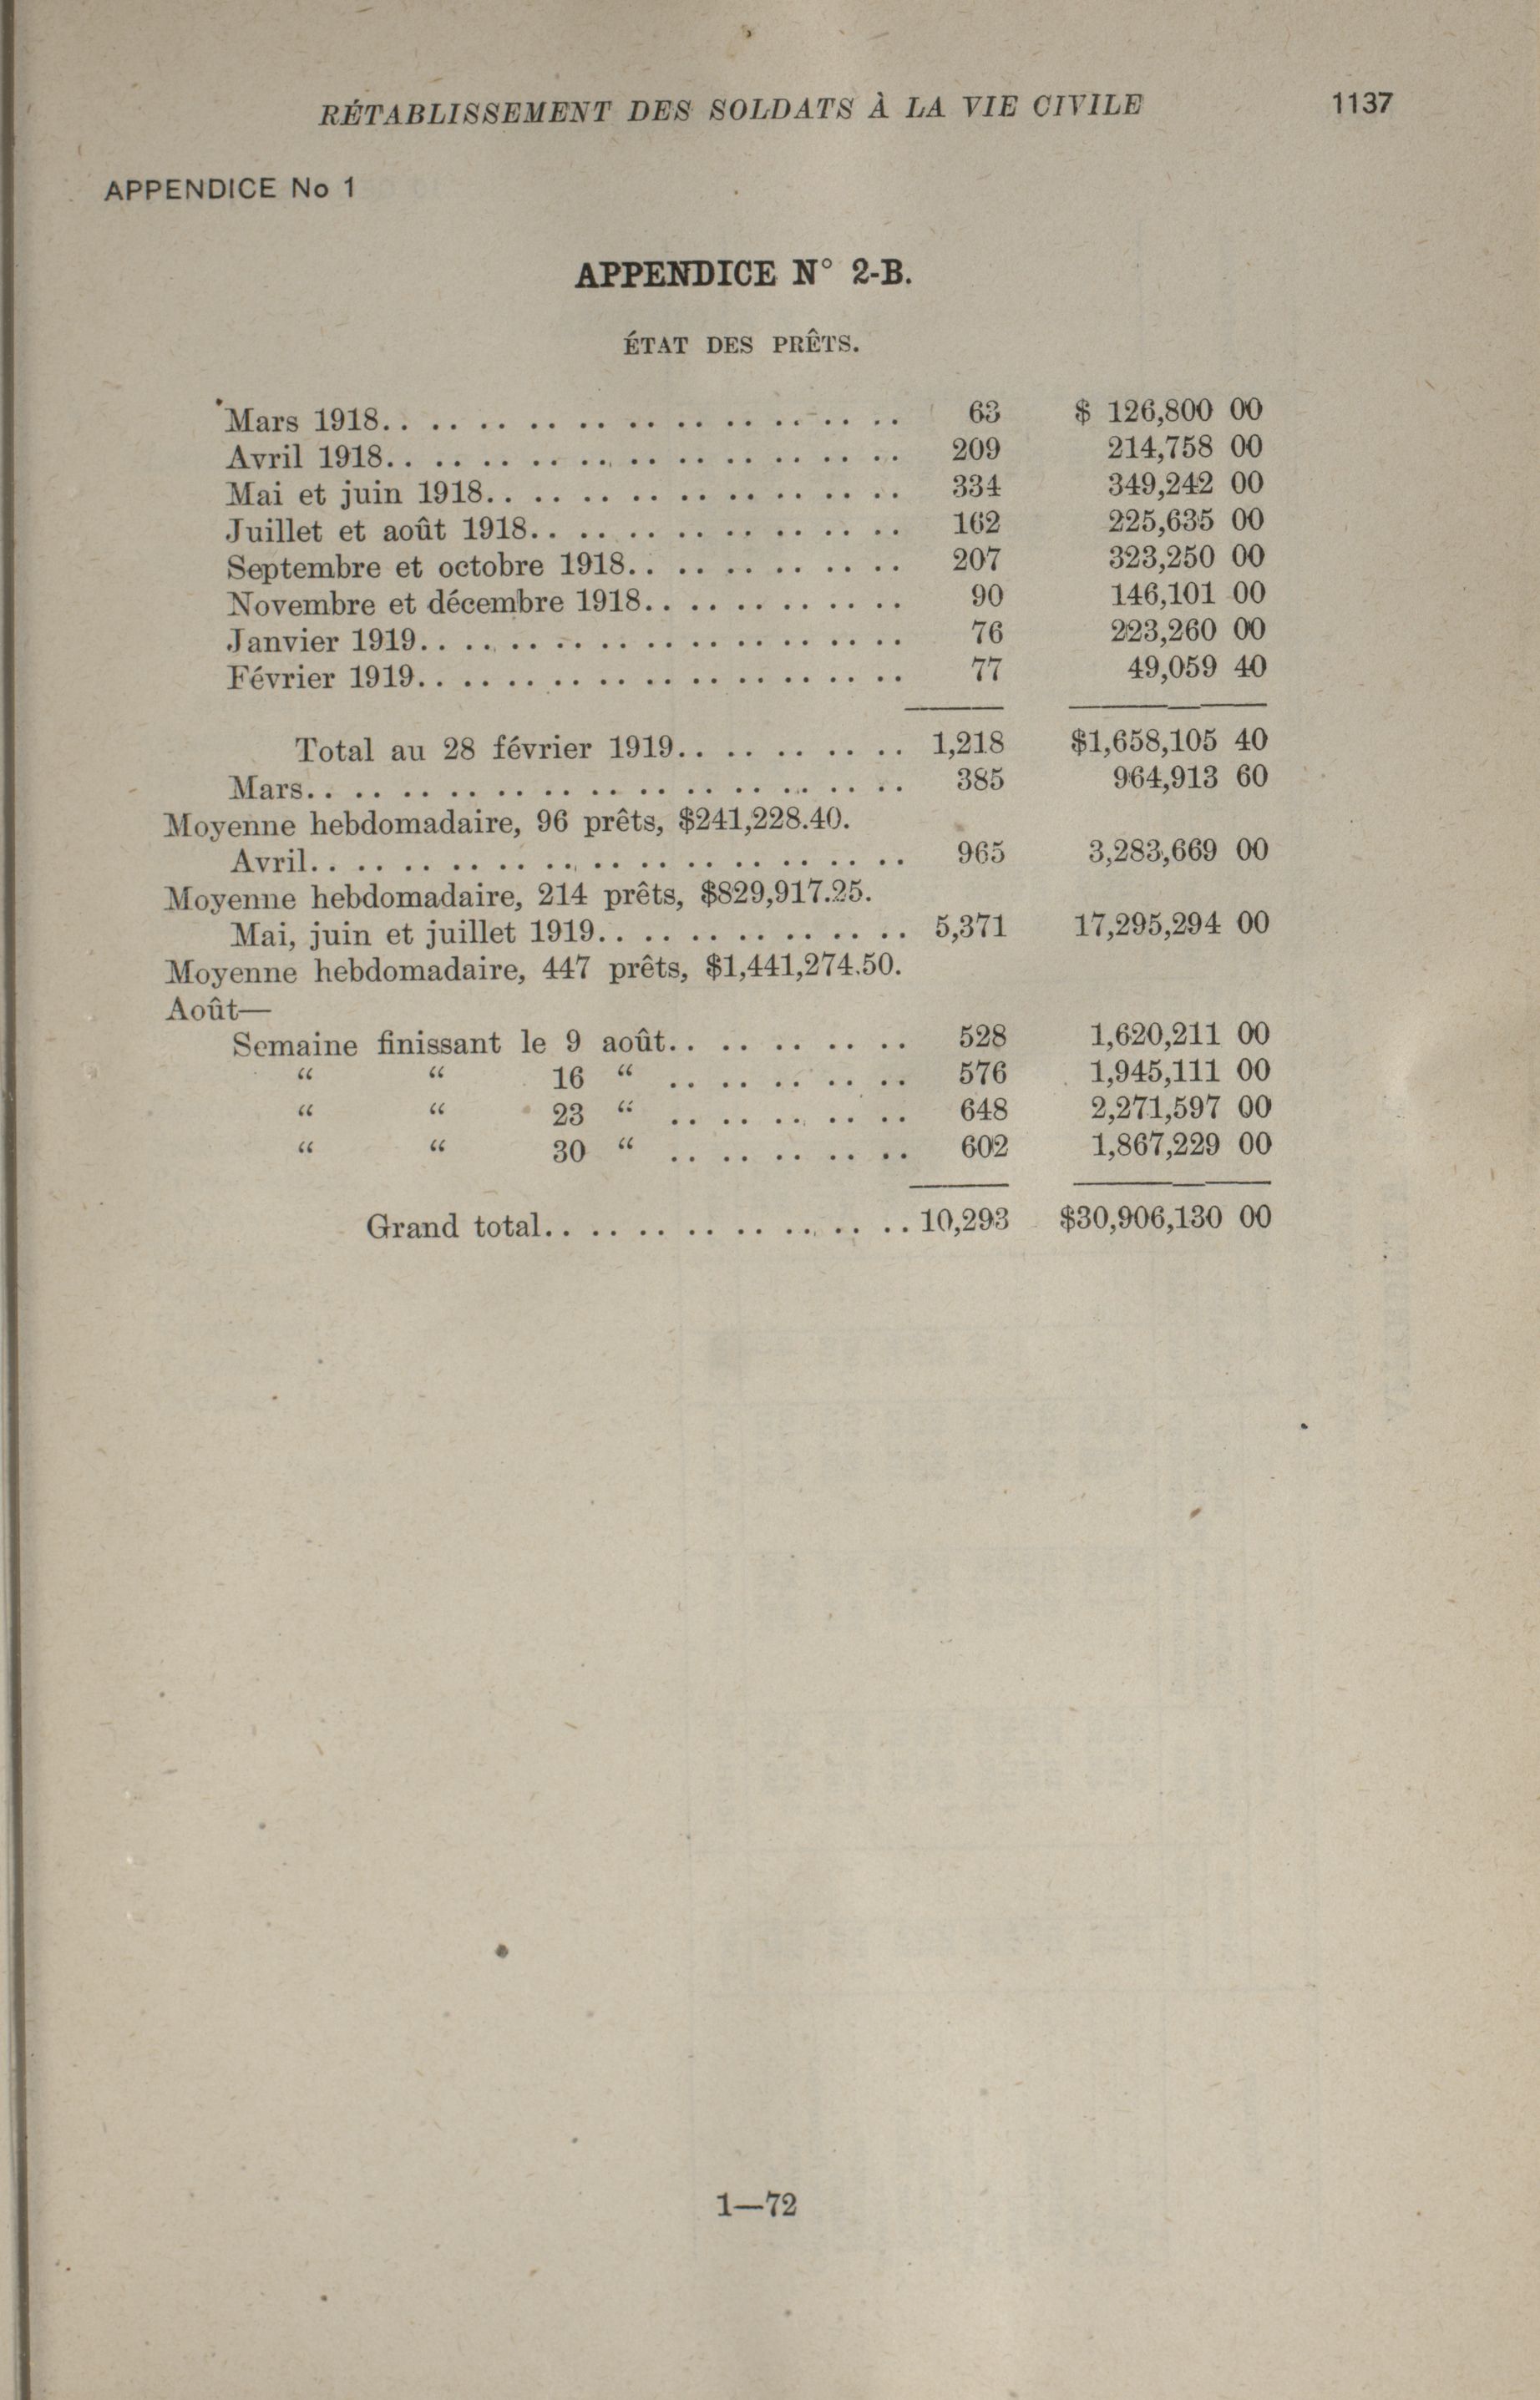 RÉTABLISSEMENT DES SOLDATS À LA VIE CIVILE 1137
APPENDICE No 1
APPENDICE N° 2-B.
ÉTAT DES PRÊTS.
Mars 1918.. .. .. .. .. .. .. .. .. .. .. 63 $ 126,800 00
Avril 1918.. .. .. .. .. .. .. .. .. .. .. 209 214,758 00
Mai et juin 1918.. .. .. .. .. .. .. .. .. 334 349,242 00
Juillet et août 1918.. .. .. .. .. .. .. .. 162 225,635 00
Septembre et octobre 1918.. .. .. .. .. .. 207 323,250 00
Novembre et décembre 1918.. .. .. .. .. .. 90 146,101 00
Janvier 1919.. .. .. .. .. .. .. .. .. .. .. 76 223,260 00
Février 1919.. .. .. .. .. .. .. .. .. .. .. 77 49,059 40
Total au 28 février 1919.. .. .. .. .. 1,218 $1,658,105 40
Mars.. .. .. .. .. .. .. .. .. .. .. .. .. 385 964,913 60
Moyenne hebdomadaire, 96 prêts, $241,228.40.
Avril.. .. .. .. .. .. .. .. .. .. .. .. .. 965 3,283,669 00
Moyenne hebdomadaire, 214 prêts, $829,917.25.
Mai, juin et juillet 1919.. .. .. .. .. .. .. 5,371 17,295,294 00
Moyenne hebdomadaire, 447 prêts, $1,441,274.50.
Août—
Semaine finissant le 9 août.. .. .. .. .. 528 1,620,211 00
“ “ 16 “ .. .. .. .. .. 576 1,945,111 00
“ “ 23 “ .. .. .. .. .. 648 2,271,597 00
“ “ 30 “ .. .. .. .. .. 602 1,867,229 00
Grand total.. .. .. .. .. .. .. .. 10,293 $30,906,130 00
1—72